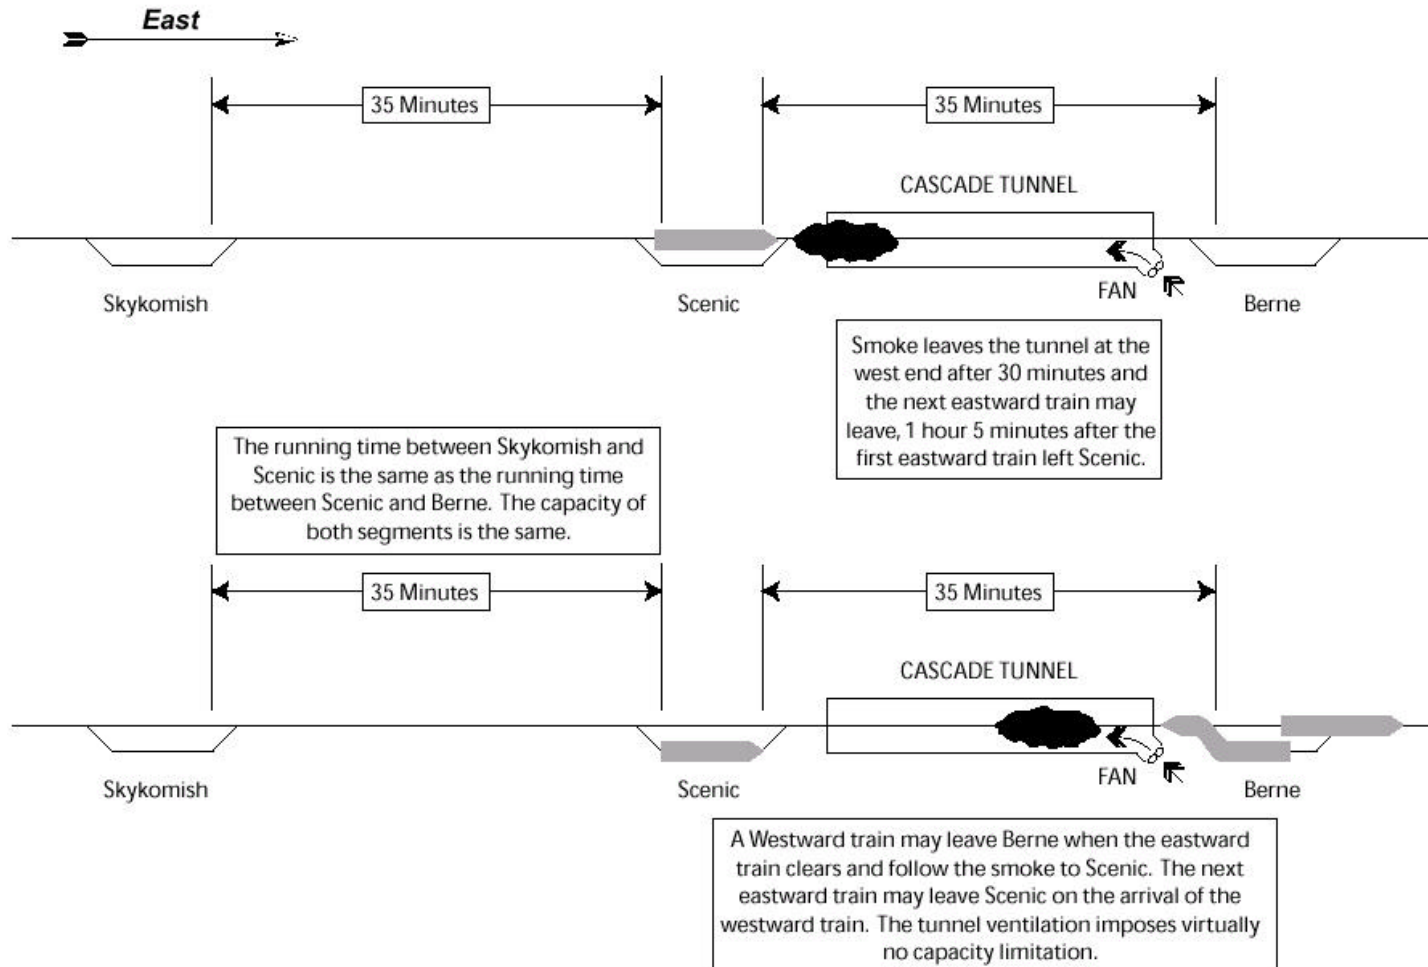 East
35 Minutes
35 Minutes
CASCADE TUNNEL
Skykomish
Scenic
FAN
Berne
Smoke leaves the tunnel at the
west end after 30 minutes and
the next eastward train may
leave, 1 hour 5 minutes after the
first eastward train left Scenic.
The running time between Skykomish and
Scenic is the same as the running time
between Scenic and Berne. The capacity of
both segments is the same.
35 Minutes
35 Minutes
CASCADE TUNNEL
Skykomish
Scenic
FAN
Berne
A Westward train may leave Berne when the eastward
train clears and follow the smoke to Scenic. The next
eastward train may leave Scenic on the arrival of the
westward train. The tunnel ventilation imposes virtually
no capacity limitation.